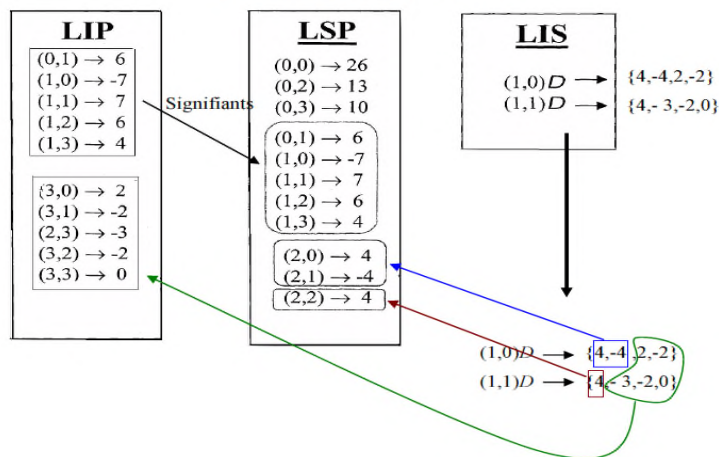 LIP
(0,1) → 6
(1,0) → -7
(1,1) → 7
(1,2) → 6
(1,3) → 4
(3,0) → 2
(3,1) → -2
(2,3) → -3
(3,2) → -2
(3,3) → 0
Signifiants
LSP
(0,0) → 26
(0,2) → 13
(0,3) → 10
(0,1) → 6
(1,0) → -7
(1,1) → 7
(1,2) → 6
(1,3) → 4
(2,0) → 4
(2,1) → -4
(2,2) → 4
LIS
(1,0)D → {4,-4,2,-2}
(1,1)D → {4,- 3,-2,0}
(1,0)D → {4,-4 ,2,-2}
(1,1)D → {4,- 3,-2,0}